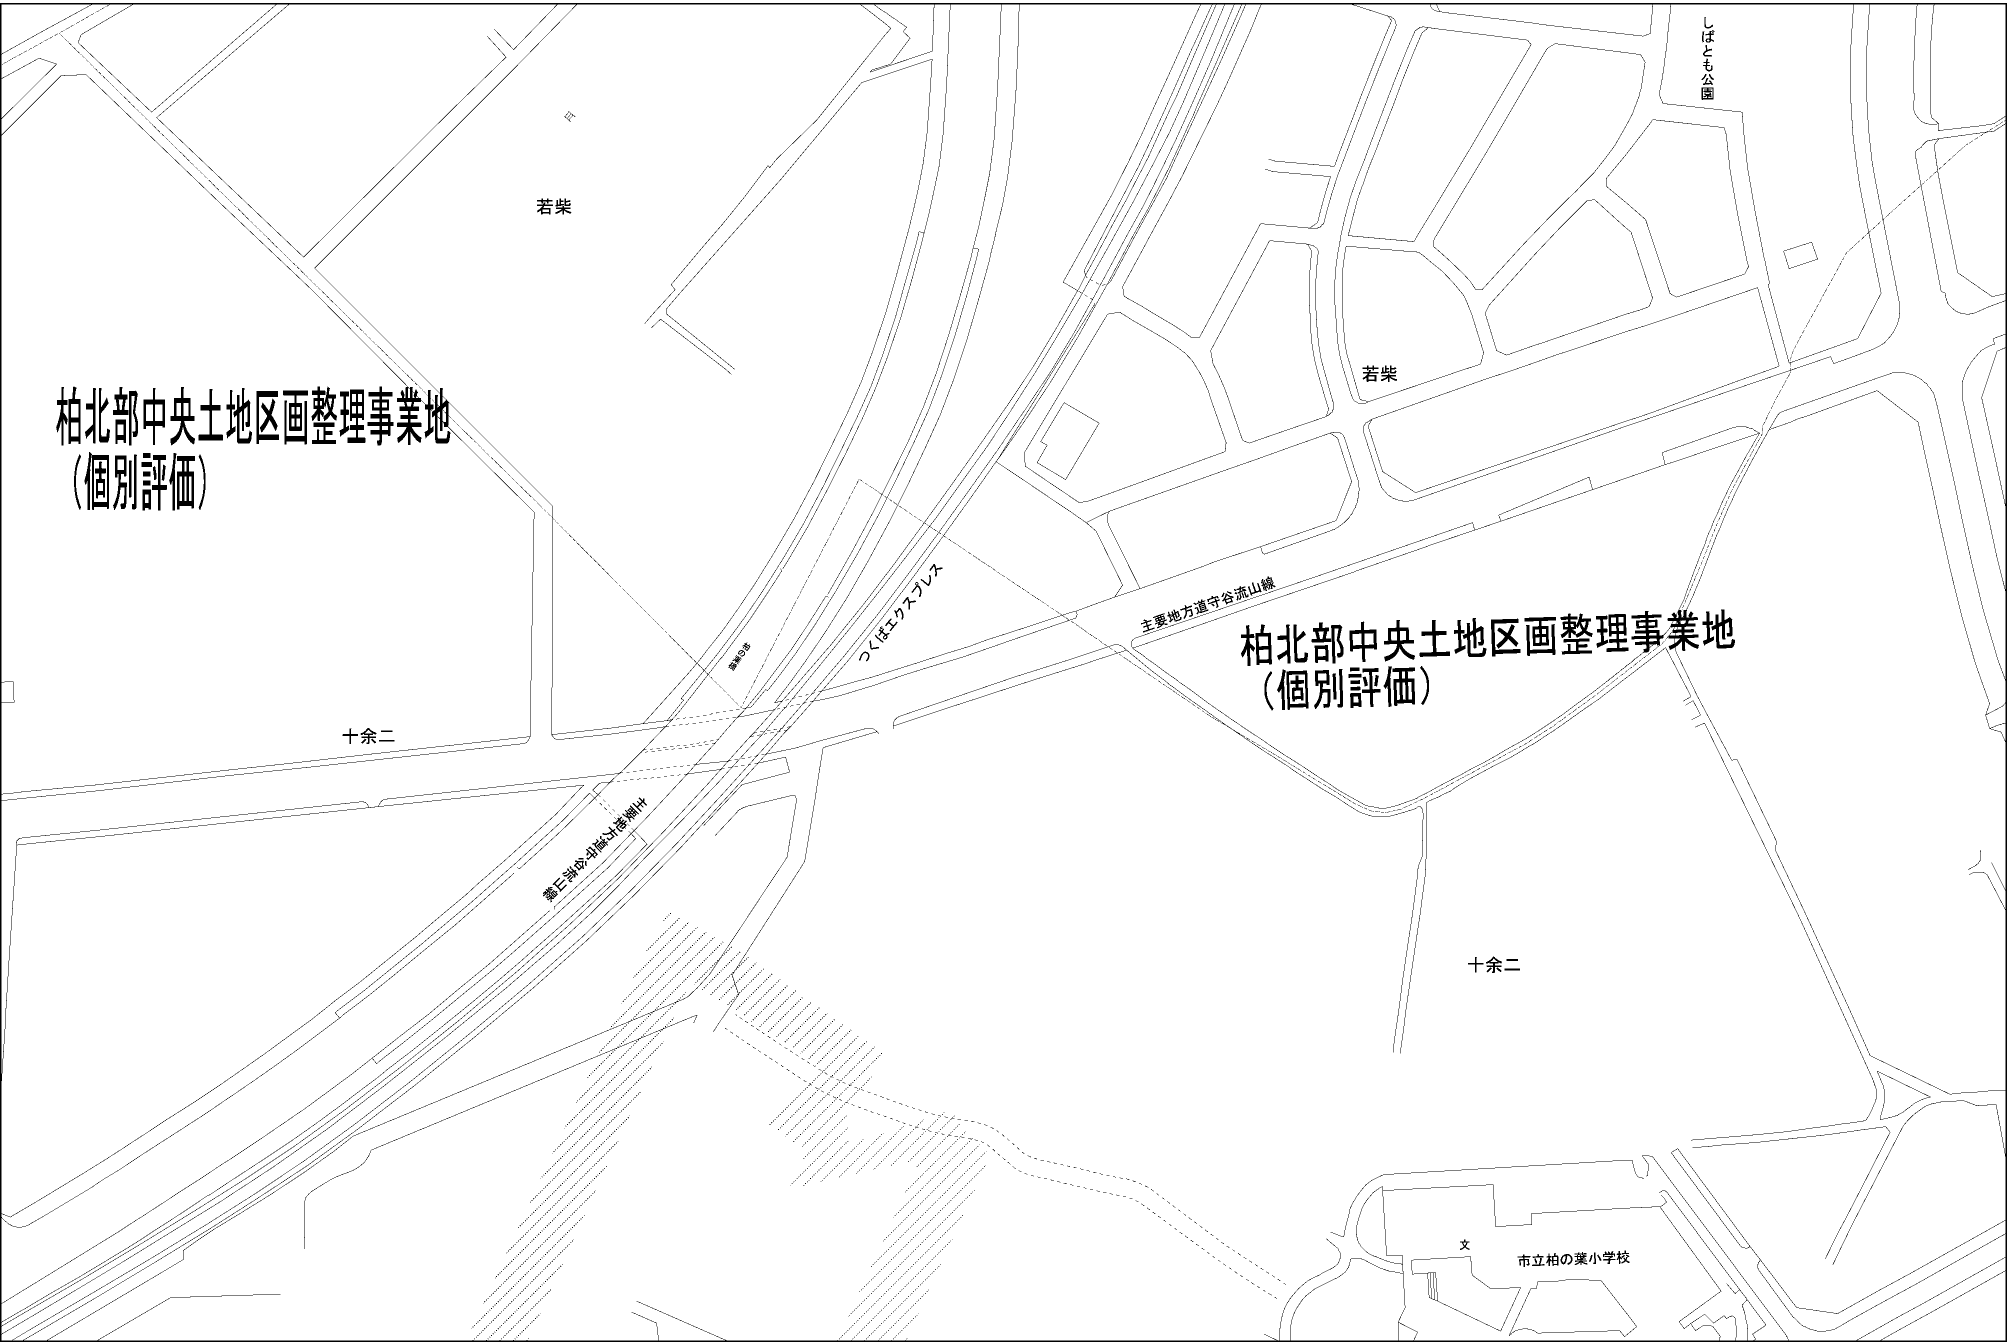 しばとも公園
若柴
若柴
柏北部中央土地区画整理事業地
（個別評価）
つくばエクスプレス
主要地方道守谷流山線
柏北部中央土地区画整理事業地
（個別評価）
十余二
主要地方道守谷流山線
十余二
文
市立柏の葉小学校